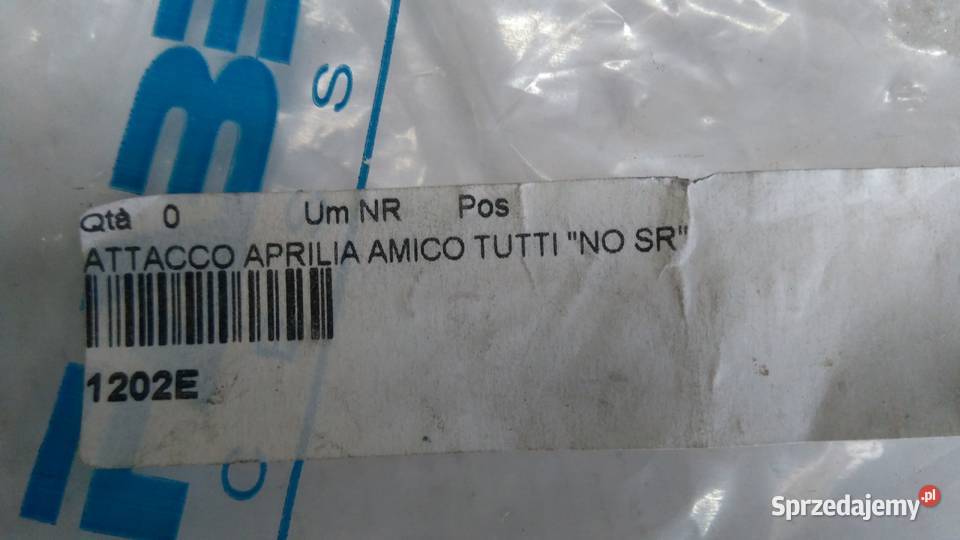 S
Qtà 0 Um NR Pos
ATTACCO APRILIA AMICO TUTTI "NO SR"
1202E
Sprzedajemy.pl